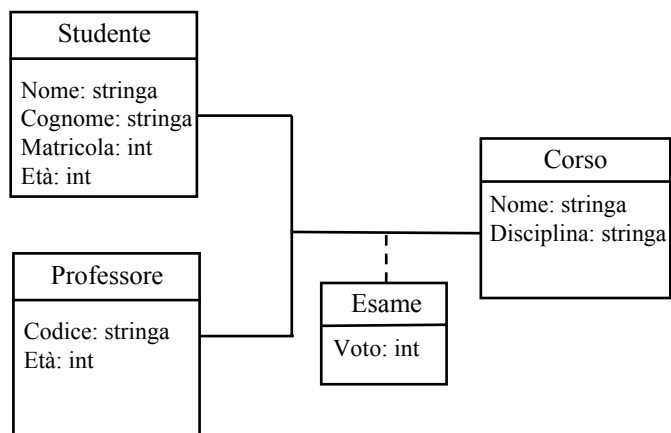 Studente
Nome: stringa
Cognome: stringa
Matricola: int
Età: int
Corso
Nome: stringa
Disciplina: stringa
Professore
Codice: stringa
Età: int
Esame
Voto: int